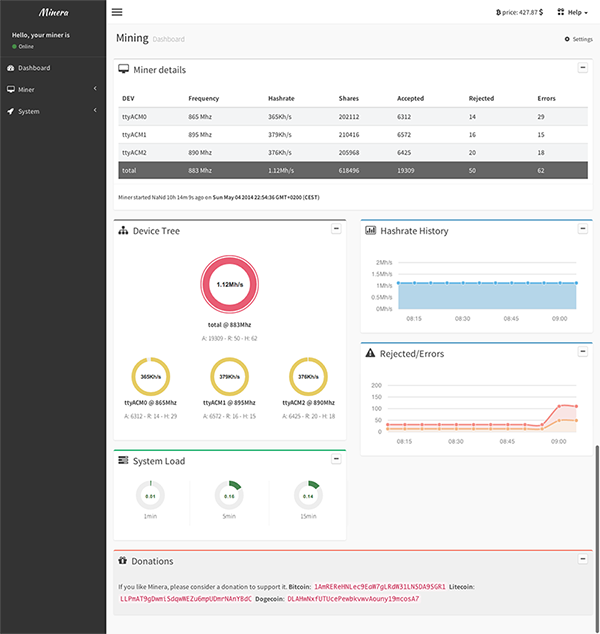 Minera
Hello, your miner is
Online
Dashboard
Miner
System
price: 427.87 $
Help
Mining Dashboard
Settings
Miner details
DEV Frequency Hashrate Shares Accepted Rejected Errors
ttyACM0 865 Mhz 365Kh/s 202112 6312 14 29
ttyACM1 895 Mhz 379Kh/s 210416 6572 16 15
ttyACM2 890 Mhz 376Kh/s 205968 6425 20 18
total 883 Mhz 1.12Mh/s 618496 19309 50 62
Miner started NaNd 10h 14m 9s ago on Sun May 04 2014 22:54:36 GMT+0200 (CEST)
Device Tree
1.12Mh/s
total @ 883Mhz
A: 19309 - R: 50 - H: 62
365Kh/s 379Kh/s 376Kh/s
ttyACM0 @ 865Mhz ttyACM1 @ 895Mhz ttyACM2 @ 890Mhz
A: 6312 - R: 14 - H: 29 A: 6572 - R: 16 - H: 15 A: 6425 - R: 20 - H: 18
Hashrate History
2Mh/s
1.5Mh/s
1Mh/s
0.5Mh/s
0Mh/s
08:15 08:30 08:45 09:00
Rejected/Errors
200
150
100
50
0
08:15 08:30 08:45 09:00
System Load
0.01 0.16 0.14
1min 5min 15min
Donations
If you like Minera, please consider a donation to support it. Bitcoin: Litecoin:
Dogecoin: